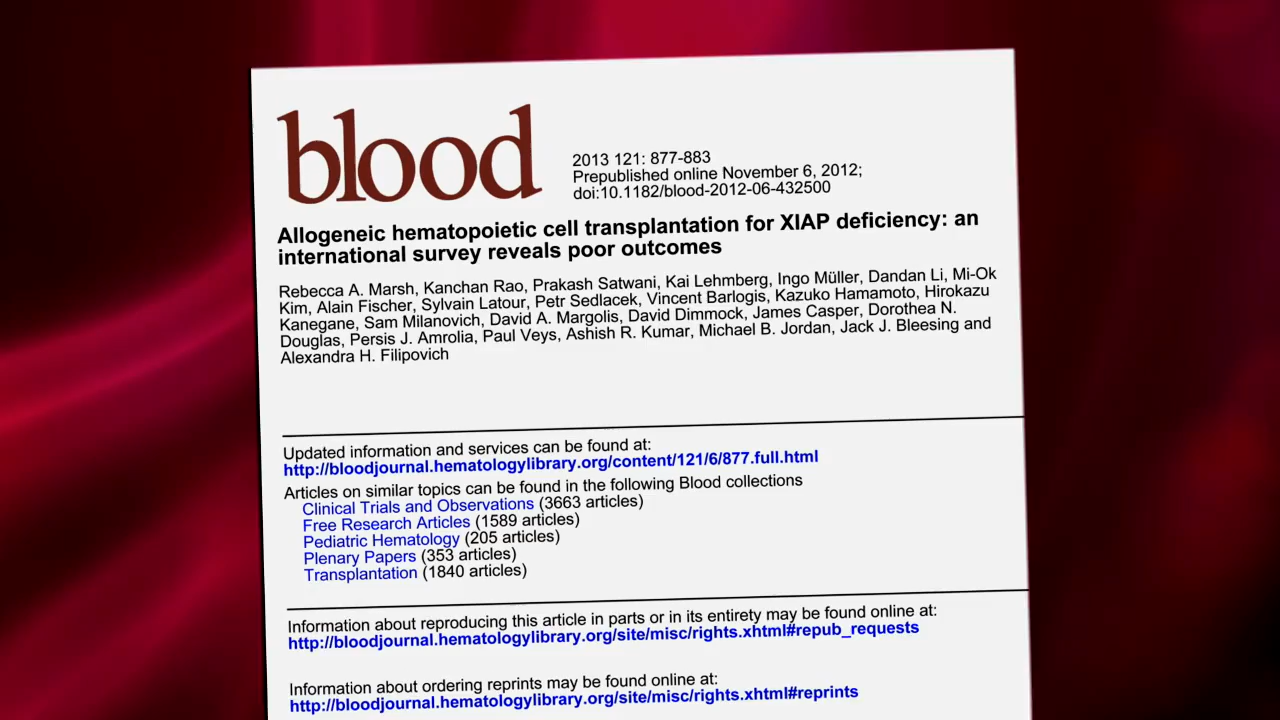 blood
2013 121: 877-883
Prepublished online November 6, 2012;
doi:10.1182/blood-2012-06-432500
Allogeneic hematopoietic cell transplantation for XIAP deficiency: an
international survey reveals poor outcomes
Rebecca A. Marsh, Kanchan Rao, Prakash Satwani, Kai Lehmberg, Ingo Müller, Dandan Li, Mi-Ok
Kim, Alain Fischer, Sylvain Latour, Petr Sedlacek, Vincent Barlogis, Kazuko Hamamoto, Hirokazu
Kanegane, Sam Milanovich, David A. Margolis, David Dimmock, James Casper, Dorothea N.
Douglas, Persis J. Amrolia, Paul Veys, Ashish R. Kumar, Michael B. Jordan, Jack J. Bleesing and
Alexandra H. Filipovich
Updated information and services can be found at:
http://bloodjournal.hematologylibrary.org/content/121/6/877.full.html
Articles on similar topics can be found in the following Blood collections
Clinical Trials and Observations (3663 articles)
Free Research Articles (1589 articles)
Pediatric Hematology (205 articles)
Plenary Papers (353 articles)
Transplantation (1840 articles)
Information about reproducing this article in parts or in its entirety may be found online at:
http://bloodjournal.hematologylibrary.org/site/misc/rights.xhtml#repub_requests
Information about ordering reprints may be found online at:
http://bloodjournal.hematologylibrary.org/site/misc/rights.xhtml#reprints